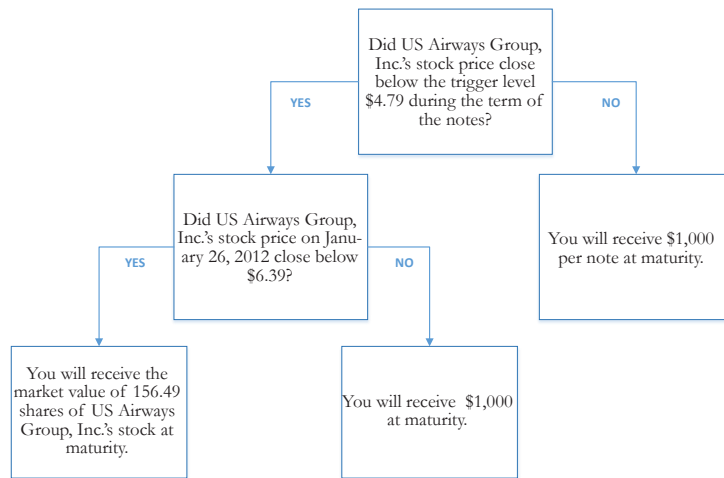 Did US Airways Group,
Inc.'s stock price close
below the trigger level
$4.79 during the term of
the notes?
YES
NO
Did US Airways Group,
Inc.'s stock price on Janu-
ary 26, 2012 close below
$6.39?
You will receive $1,000
per note at maturity.
YES
NO
You will receive the
market value of 156.49
shares of US Airways
Group, Inc.'s stock at
maturity.
You will receive $1,000
at maturity.